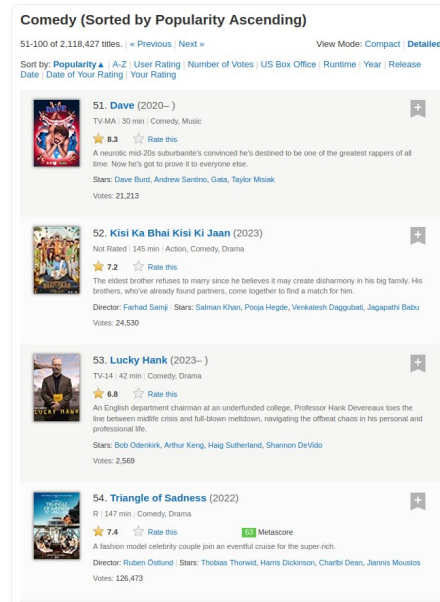 Comedy (Sorted by Popularity Ascending)
51-100 of 2,118,427 titles. | « Previous | Next »
View Mode: Compact | Detailed
Sort by: Popularity▲ | A-Z | User Rating | Number of Votes | US Box Office | Runtime | Year | Release
Date | Date of Your Rating | Your Rating
DAVE
51. Dave (2020– )
TV-MA | 30 min | Comedy, Music
8.3 Rate this
A neurotic mid-20s suburbanite's convinced he's destined to be one of the greatest rappers of all
time. Now he's got to prove it to everyone else.
Stars: Dave Burd, Andrew Santino, Gata, Taylor Misiak
Votes: 21,213
52. Kisi Ka Bhai Kisi Ki Jaan (2023)
Not Rated | 145 min | Action, Comedy, Drama
7.2 Rate this
The eldest brother refuses to marry since he believes it may create disharmony in his big family. His
brothers, who've already found partners, come together to find a match for him.
Director: Farhad Samji | Stars: Salman Khan, Pooja Hegde, Venkatesh Daggubati, Jagapathi Babu
Votes: 24,530
LUCKY HANK
53. Lucky Hank (2023– )
TV-14 | 42 min | Comedy, Drama
6.8 Rate this
An English department chairman at an underfunded college, Professor Hank Devereaux toes the
line between midlife crisis and full-blown meltdown, navigating the offbeat chaos in his personal and
professional life.
Stars: Bob Odenkirk, Arthur Keng, Haig Sutherland, Shannon DeVido
Votes: 2,569
TRIANGLE
OF SADNESS
54. Triangle of Sadness (2022)
R | 147 min | Comedy, Drama
7.4 Rate this 63 Metascore
A fashion model celebrity couple join an eventful cruise for the super-rich.
Director: Ruben Östlund | Stars: Thobias Thorwid, Harris Dickinson, Charlbi Dean, Jiannis Moustos
Votes: 126,473